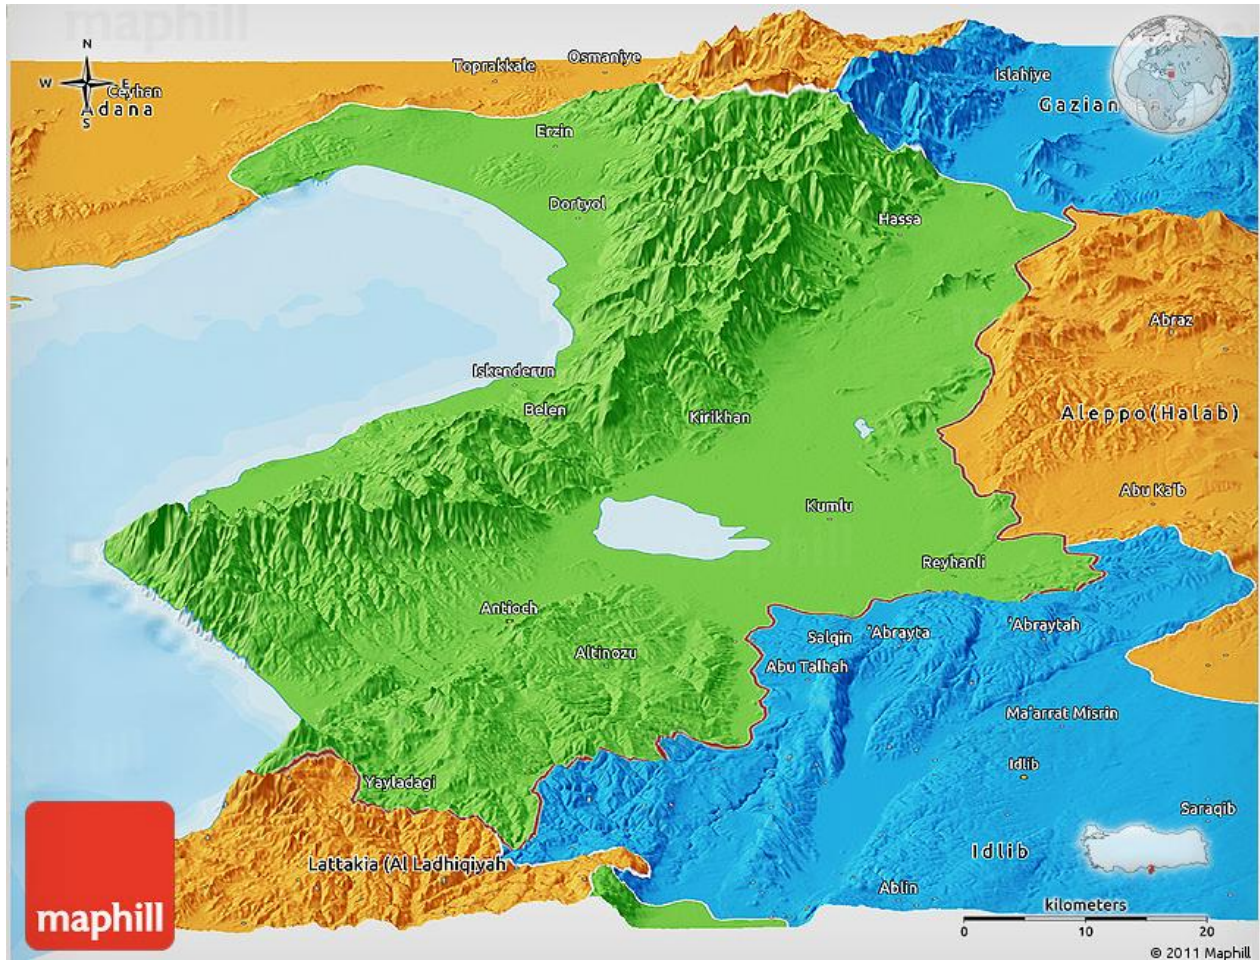 N
W E
S
Ceyhan
Adana
Toprakkale
Osmaniye
Islahiye
Erzin
Dortyol
Hassa
Abraz
Iskenderun
Belen
Kirikhan
Aleppo(Halab)
Abu Ka'b
Kumlu
Reyhanli
Antioch
Salqin
'Abrayta
'Abraytah
Altinozu
Abu Talhah
Ma'arrat Misrin
Idlib
Yayladagi
Saraqib
Idlib
Lattakia (Al Ladhiqiyah
Ablin
kilometers
0 10 20
maphill
© 2011 Maphill